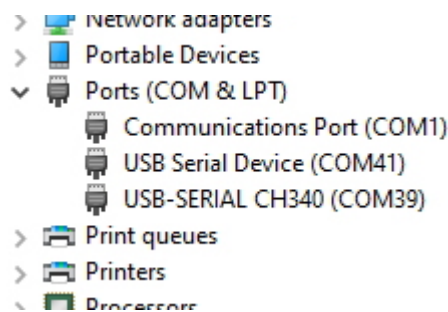 Network adapters
Portable Devices
Ports (COM & LPT)
Communications Port (COM1)
USB Serial Device (COM41)
USB-SERIAL CH340 (COM39)
Print queues
Printers
Processors